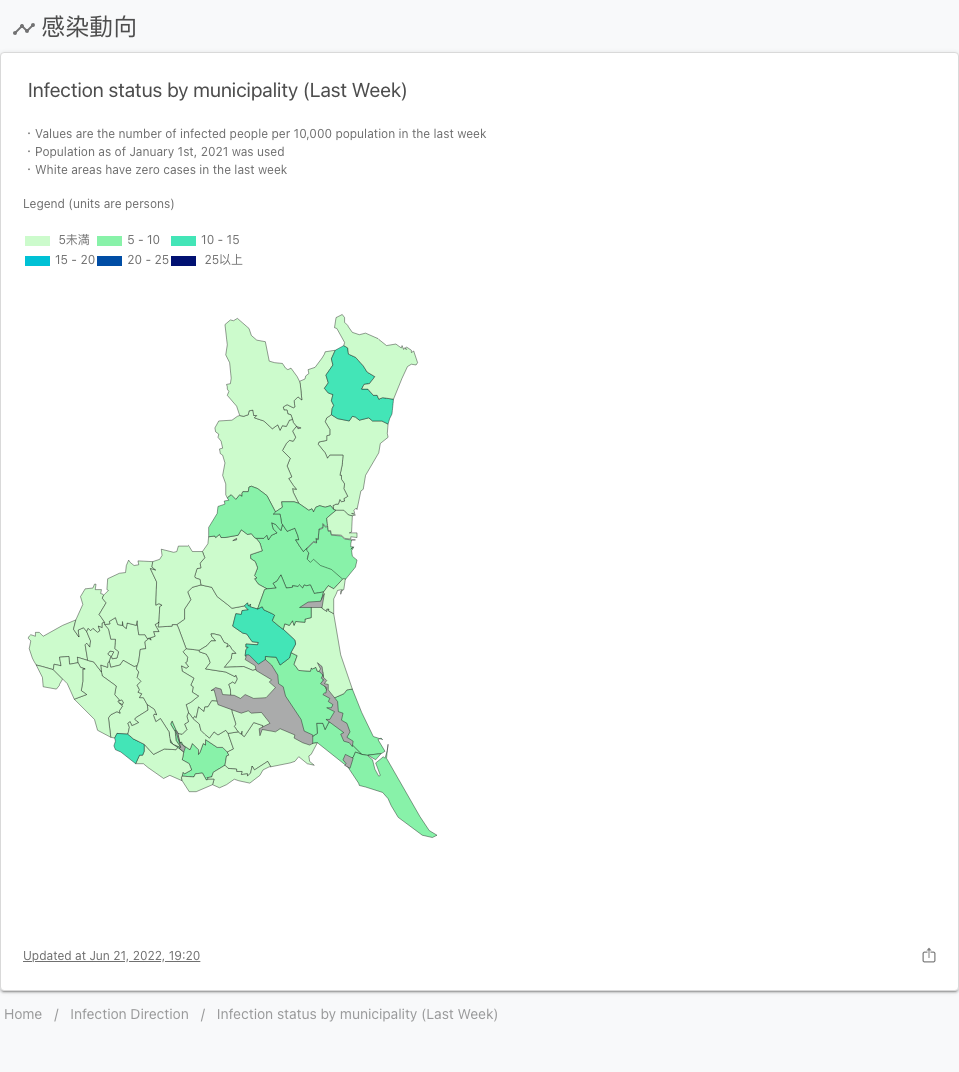 感染動向
Infection status by municipality (Last Week)
・Values are the number of infected people per 10,000 population in the last week
・Population as of January 1st, 2021 was used
・White areas have zero cases in the last week
Legend (units are persons)
5未満 5 - 10 10 - 15
15 - 20 20 - 25 25以上
Updated at Jun 21, 2022, 19:20
Home / Infection Direction / Infection status by municipality (Last Week)